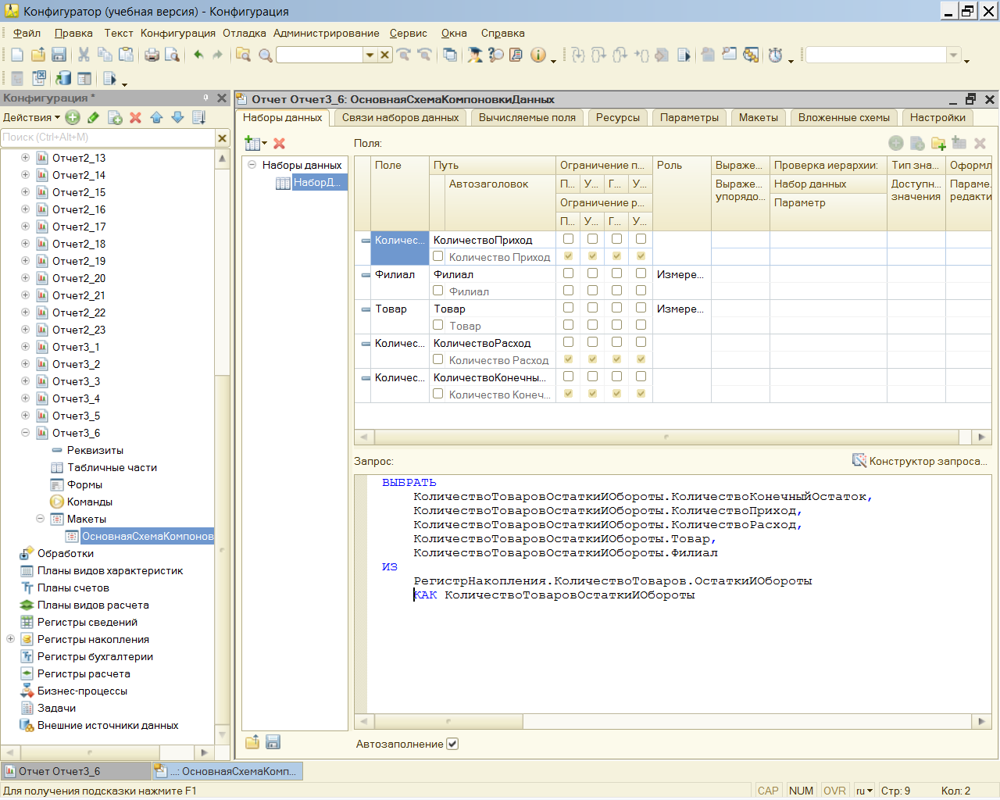 Конфигуратор (учебная версия) - Конфигурация
Файл Правка Текст Конфигурация Отладка Администрирование Сервис Окна Справка
Конфигурация *
Действия
Поиск (Ctrl+Alt+M)
Отчет2_13
Отчет2_14
Отчет2_15
Отчет2_16
Отчет2_17
Отчет2_18
Отчет2_19
Отчет2_20
Отчет2_21
Отчет2_22
Отчет2_23
Отчет3_1
Отчет3_2
Отчет3_3
Отчет3_4
Отчет3_5
Отчет3_6
Реквизиты
Табличные части
Формы
Команды
Макеты
ОсновнаяСхемаКомпонов
Обработки
Планы видов характеристик
Планы счетов
Планы видов расчета
Регистры сведений
Регистры накопления
Регистры бухгалтерии
Регистры расчета
Бизнес-процессы
Задачи
Внешние источники данных
Отчет Отчет3_6: ОсновнаяСхемаКомпоновкиДанных
Наборы данных Связи наборов данных Вычисляемые поля Ресурсы Параметры Макеты Вложенные схемы Настройки
Наборы данных
НаборД...
Поля:
Поле Путь Ограничение п... Роль Выраже... Проверка иерархии: Тип зна... Оформл
Автозаголовок П... У... Г... У... Выраже... упорядо... Набор данных Доступн... значения Параме... редакти
Ограничение р... Параметр
П... У... Г... У...
Количес... КоличествоПриход
Количество Приход
Филиал Филиал Измере...
Филиал
Товар Товар Измере...
Товар
Количес... КоличествоРасход
Количество Расход
Количес... КоличествоКонечны...
Количество Конеч...
Запрос:
Конструктор запроса...
ВЫБРАТЬ
КоличествоТоваровОстаткиИОбороты.КоличествоКонечныйОстаток,
КоличествоТоваровОстаткиИОбороты.КоличествоПриход,
КоличествоТоваровОстаткиИОбороты.КоличествоРасход,
КоличествоТоваровОстаткиИОбороты.Товар,
КоличествоТоваровОстаткиИОбороты.Филиал
ИЗ
РегистрНакопления.КоличествоТоваров.ОстаткиИОбороты
КАК КоличествоТоваровОстаткиИОбороты
Автозаполнение
Отчет Отчет3_6
...: ОсновнаяСхемаКомп...
Для получения подсказки нажмите F1
CAP NUM OVR ru Стр: 9 Кол: 2